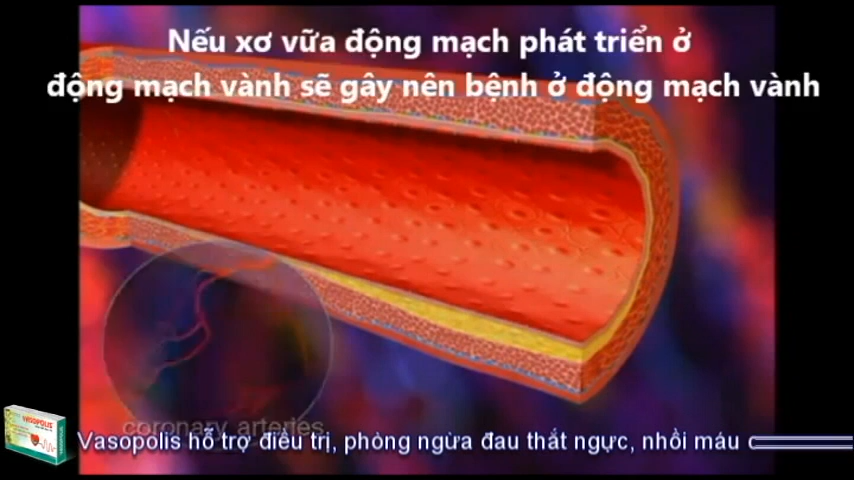 Nếu xơ vữa động mạch phát triển ở
động mạch vành sẽ gây nên bệnh ở động mạch vành
coronary arteries
VASOPOLIS
Vasopolis hỗ trợ điều trị, phòng ngừa đau thắt ngực, nhồi máu